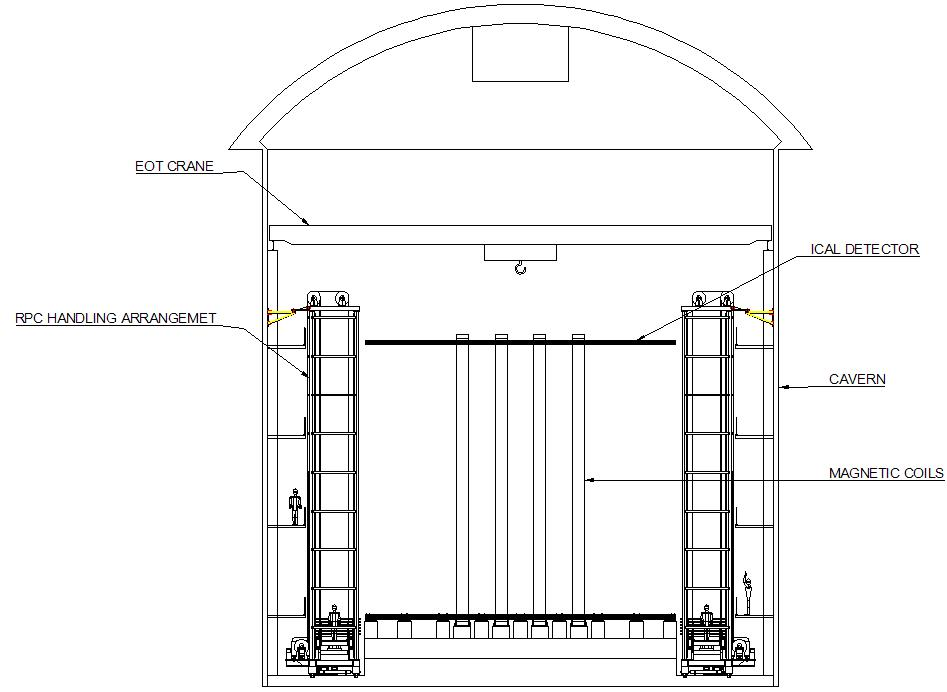 EOT CRANE
ICAL DETECTOR
RPC HANDLING ARRANGEMET
CAVERN
MAGNETIC COILS